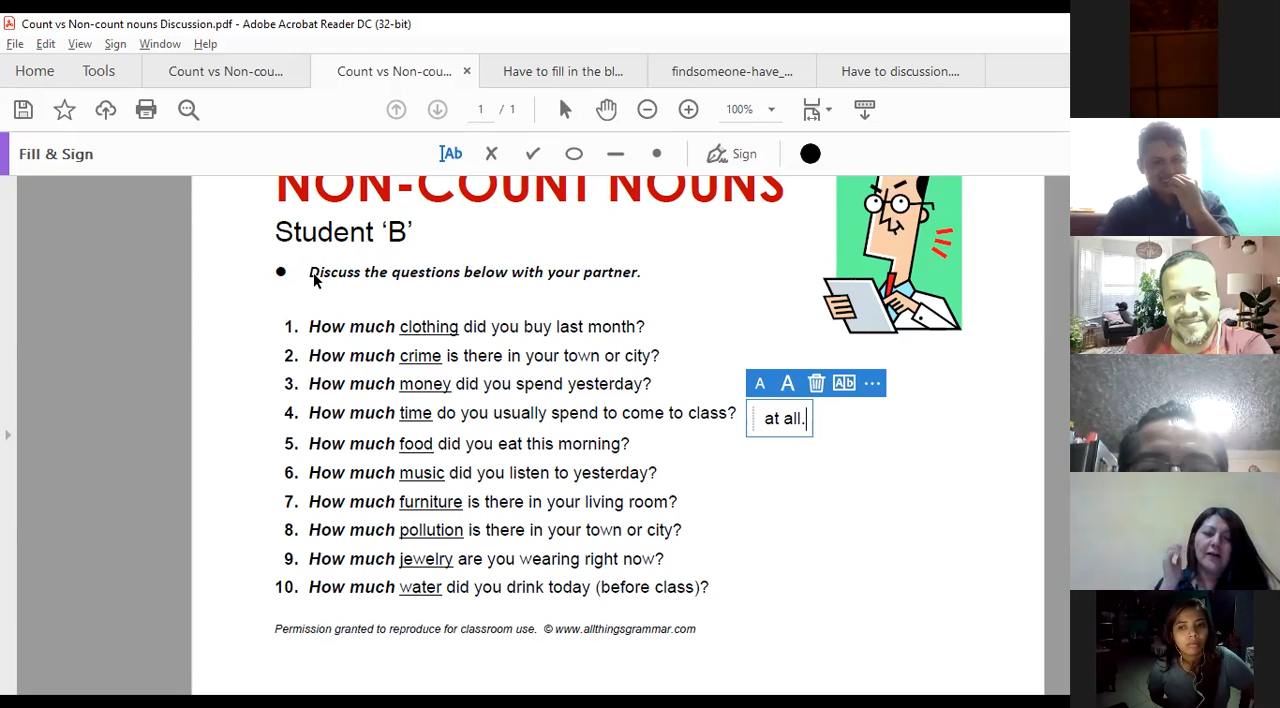 Count vs Non-count nouns Discussion.pdf - Adobe Acrobat Reader DC (32-bit)
File Edit View Sign Window Help
Home Tools Count vs Non-cou... Count vs Non-cou... × Have to fill in the bl... findsomeone-have_... Have to discussion....
1 / 1 100%
Fill & Sign Ab Sign
NON-COUNT NOUNS
Student ‘B’
● Discuss the questions below with your partner.
1. How much clothing did you buy last month?
2. How much crime is there in your town or city?
3. How much money did you spend yesterday?
A A Ab ...
4. How much time do you usually spend to come to class? at all.
5. How much food did you eat this morning?
6. How much music did you listen to yesterday?
7. How much furniture is there in your living room?
8. How much pollution is there in your town or city?
9. How much jewelry are you wearing right now?
10. How much water did you drink today (before class)?
Permission granted to reproduce for classroom use. © www.allthingsgrammar.com